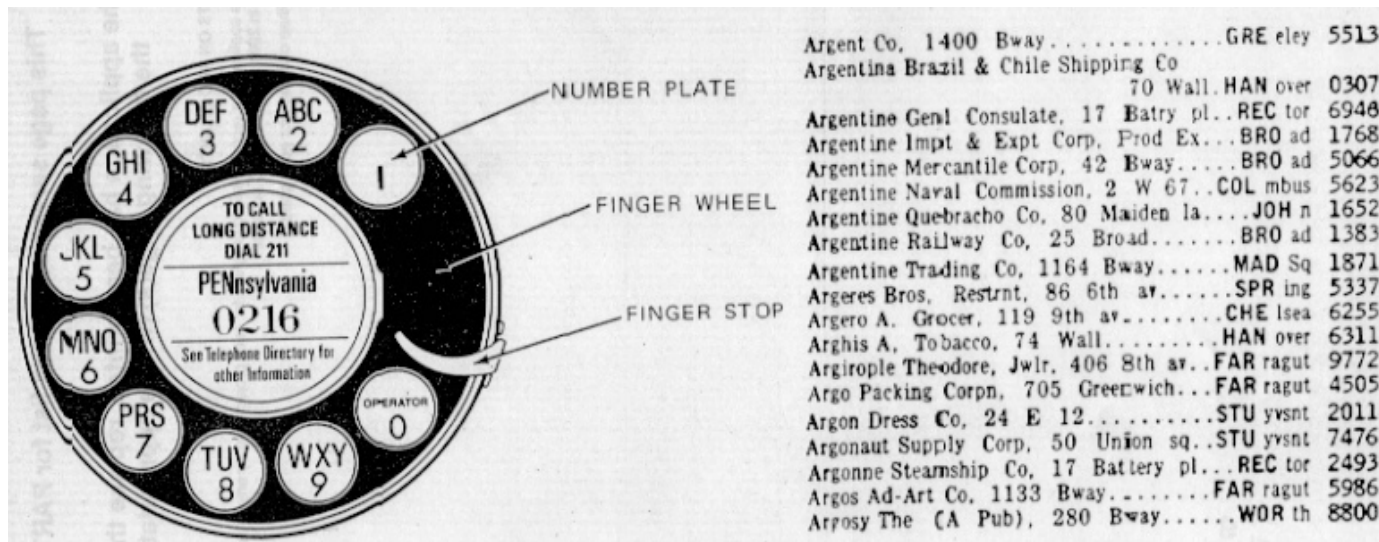 ABC
2
DEF
3
1
GHI
4
JKL
5
MNO
6
PRS
7
TUV
8
WXY
9
OPERATOR
0
TO CALL
LONG DISTANCE
DIAL 211
PENnsylvania
0216
See Telephone Directory for
other Information
NUMBER PLATE
FINGER WHEEL
FINGER STOP
Argent Co, 1400 Bway.............GRE eley 5513
Argentina Brazil & Chile Shipping Co
70 Wall.HAN over 0307
Argentine Genl Consulate, 17 Batry pl..REC tor 6946
Argentine Impt & Expt Corp, Prod Ex...BRO ad 1768
Argentine Mercantile Corp, 42 Bway.....BRO ad 5066
Argentine Naval Commission, 2 W 67..COL mbus 5623
Argentine Quebracho Co, 80 Maiden la....JOH n 1652
Argentine Railway Co, 25 Broad.......BRO ad 1383
Argentine Trading Co, 1164 Bway......MAD Sq 1871
Argeres Bros, Restrnt, 86 6th av......SPR ing 5337
Argero A, Grocer, 119 9th av.........CHE lsea 6255
Arghis A, Tobacco, 74 Wall..........HAN over 6311
Argirople Theodore, Jwlr, 406 8th av..FAR ragut 9772
Argo Packing Corpn, 705 Greenwich...FAR ragut 4505
Argon Dress Co, 24 E 12...........STU yvsnt 2011
Argonaut Supply Corp, 50 Union sq..STU yvsnt 7476
Argonne Steamship Co, 17 Battery pl...REC tor 2493
Argos Ad-Art Co, 1133 Bway........FAR ragut 5986
Argosy The (A Pub), 280 Bway......WOR th 8800